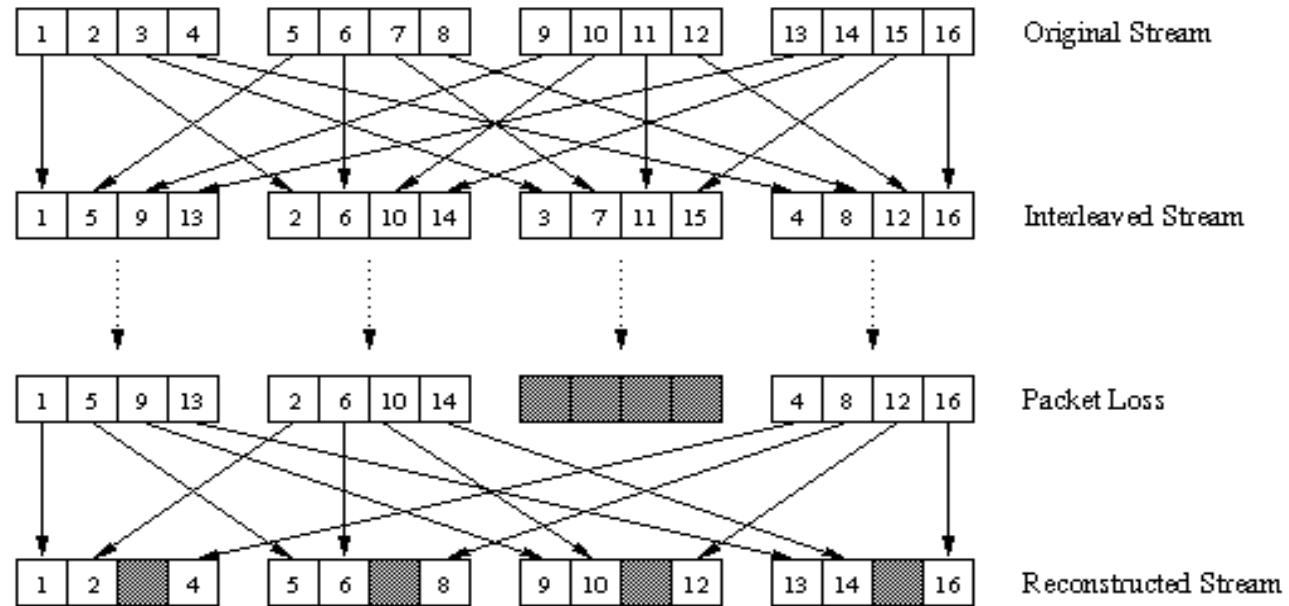 1 2 3 4 5 6 7 8 9 10 11 12 13 14 15 16 Original Stream
1 5 9 13 2 6 10 14 3 7 11 15 4 8 12 16 Interleaved Stream
1 5 9 13 2 6 10 14 4 8 12 16 Packet Loss
1 2 4 5 6 8 9 10 12 13 14 16 Reconstructed Stream